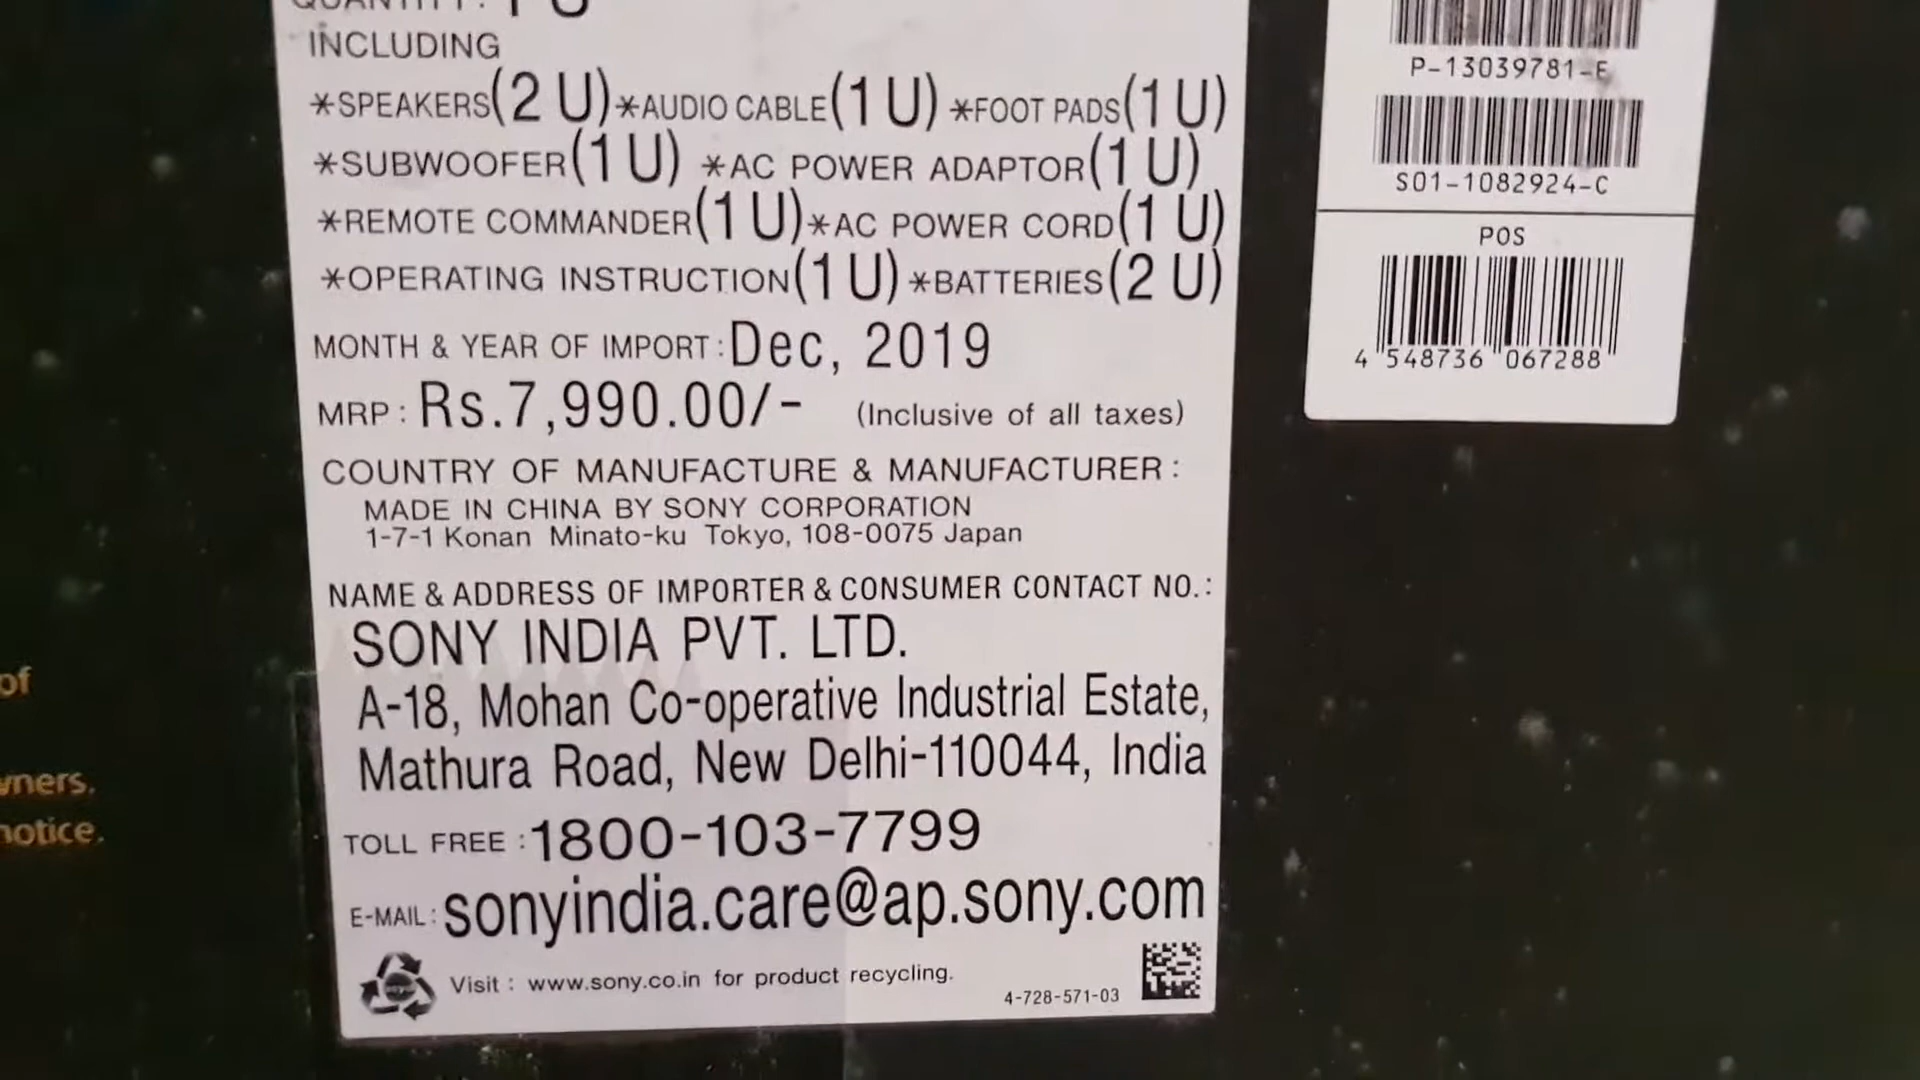 INCLUDING
*SPEAKERS(2 U)*AUDIO CABLE(1 U) *FOOT PADS(1 U)
*SUBWOOFER(1 U) *AC POWER ADAPTOR(1 U)
*REMOTE COMMANDER(1 U)*AC POWER CORD(1 U)
*OPERATING INSTRUCTION(1 U)*BATTERIES(2 U)
MONTH & YEAR OF IMPORT:Dec, 2019
MRP : Rs.7,990.00/- (Inclusive of all taxes)
COUNTRY OF MANUFACTURE & MANUFACTURER :
MADE IN CHINA BY SONY CORPORATION
1-7-1 Konan Minato-ku Tokyo, 108-0075 Japan
NAME & ADDRESS OF IMPORTER & CONSUMER CONTACT NO.:
SONY INDIA PVT. LTD.
A-18, Mohan Co-operative Industrial Estate,
Mathura Road, New Delhi-110044, India
TOLL FREE :1800-103-7799
E-MAIL: sonyindia.care@ap.sony.com
Visit : www.sony.co.in for product recycling.
4-728-571-03
P-13039781-E
S01-1082924-C
POS
4 548736 067288
of
notice.